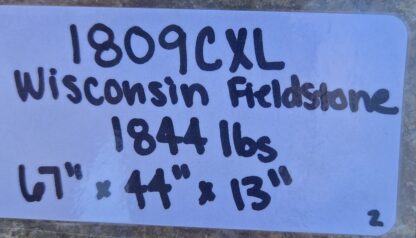 1809CXL
Wisconsin Fieldstone
1844 lbs
67" x 44" x 13"
2